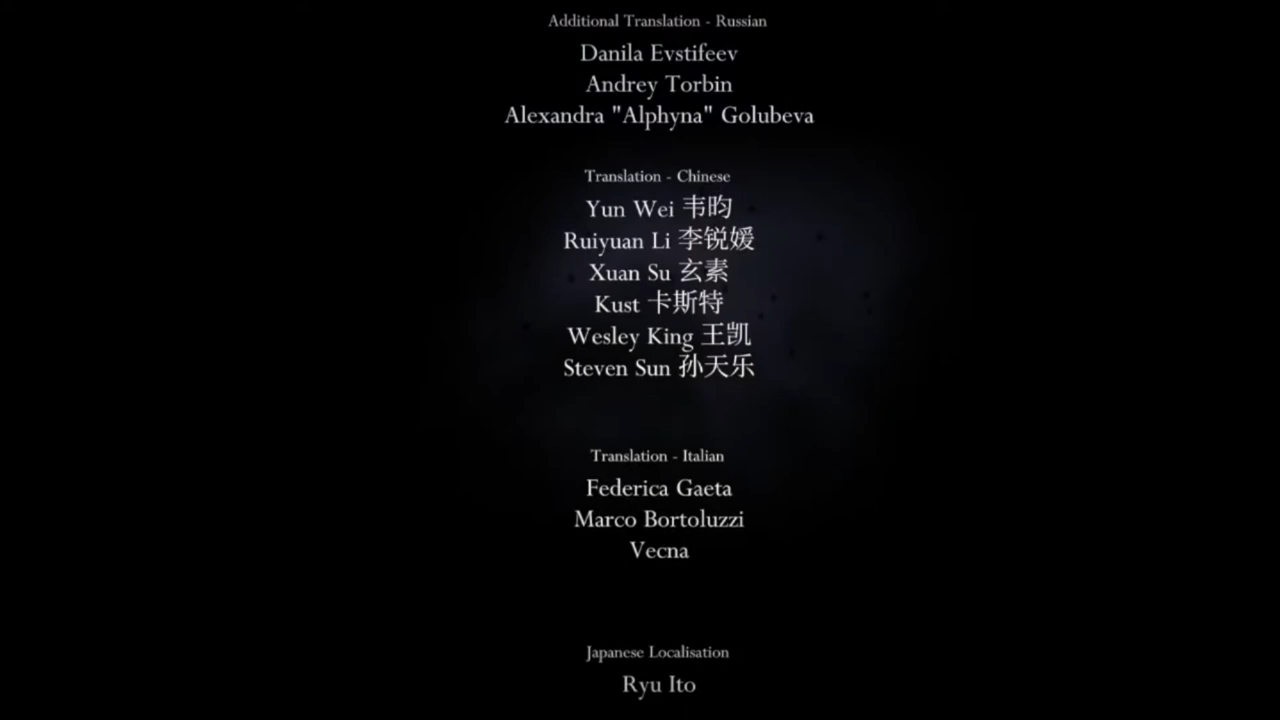 Additional Translation - Russian
Danila Evstifeev
Andrey Torbin
Alexandra "Alphyna" Golubeva
Translation - Chinese
Yun Wei 韦昀
Ruiyuan Li 李锐媛
Xuan Su 玄素
Kust 卡斯特
Wesley King 王凯
Steven Sun 孙天乐
Translation - Italian
Federica Gaeta
Marco Bortoluzzi
Vecna
Japanese Localisation
Ryu Ito